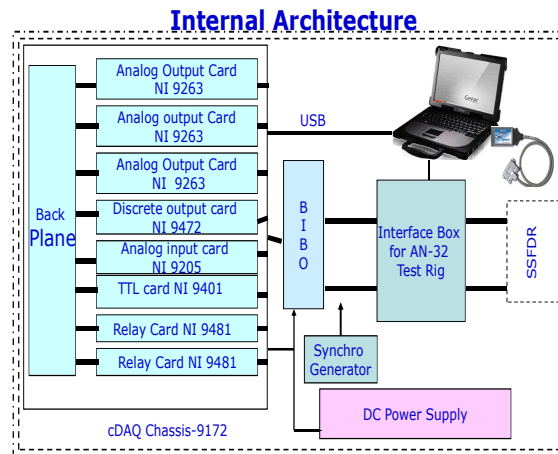 Internal Architecture
Analog Output Card
NI 9263
Analog output Card
NI 9263
Analog Output Card
NI 9263
Discrete output card
NI 9472
Analog input card
NI 9205
TTL card NI 9401
Relay Card NI 9481
Relay Card NI 9481
Back
Plane
cDAQ Chassis-9172
USB
Getac
B
I
B
O
Interface Box
for AN-32
Test Rig
SSFDR
Synchro
Generator
DC Power Supply